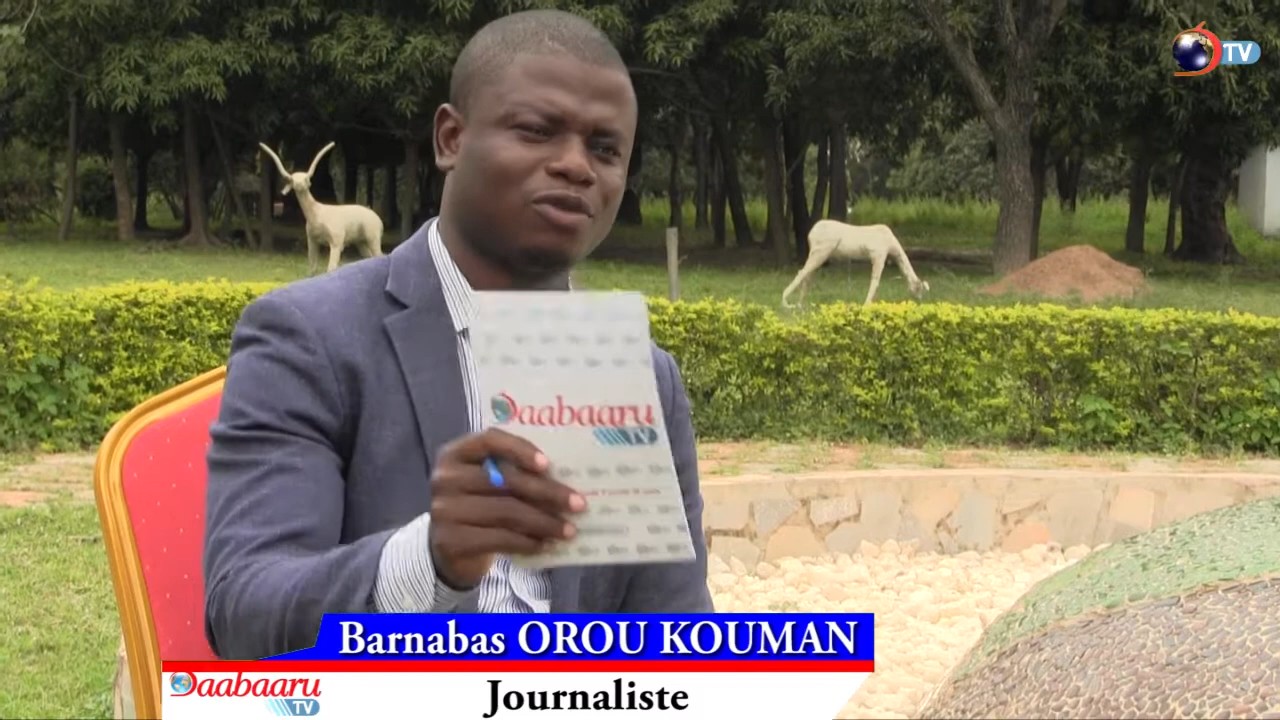 TV
Daabaaru
TV
Barnabas OROU KOUMAN
Daabaaru
TV
Journaliste